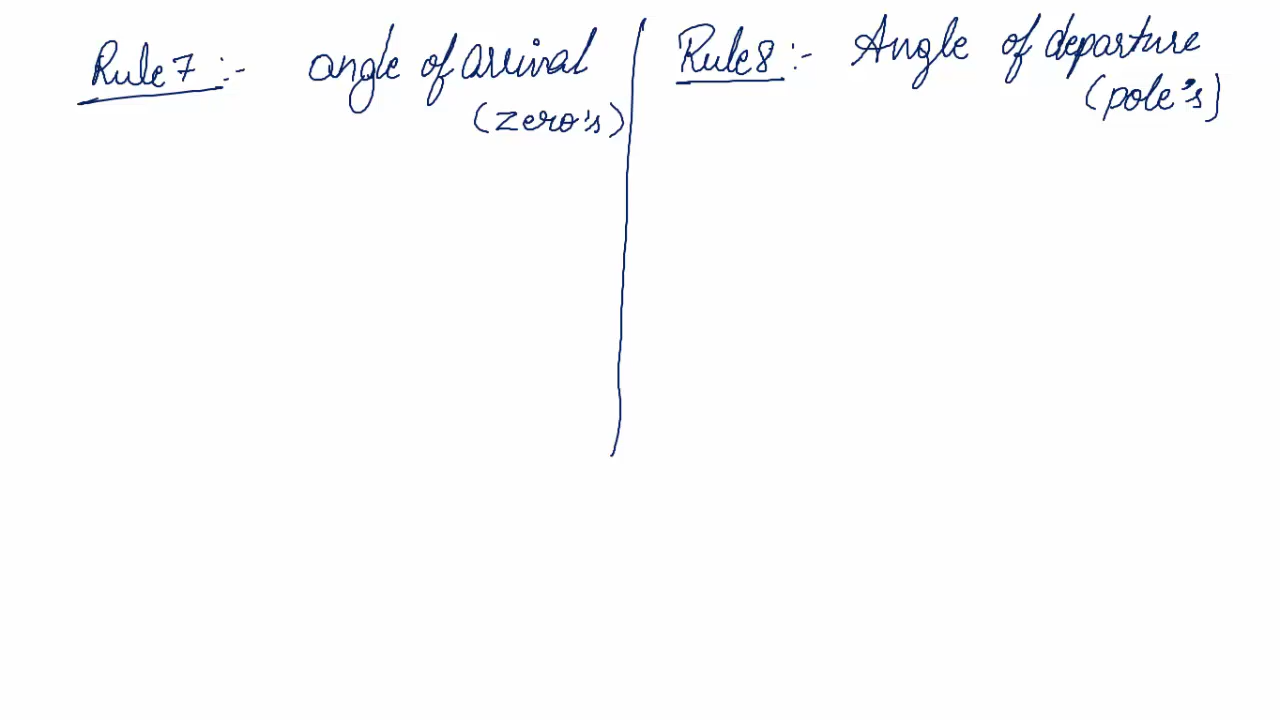 Rule 7 :- angle of arrival
(zero's)
Rule 8 :- Angle of departure
(pole's)